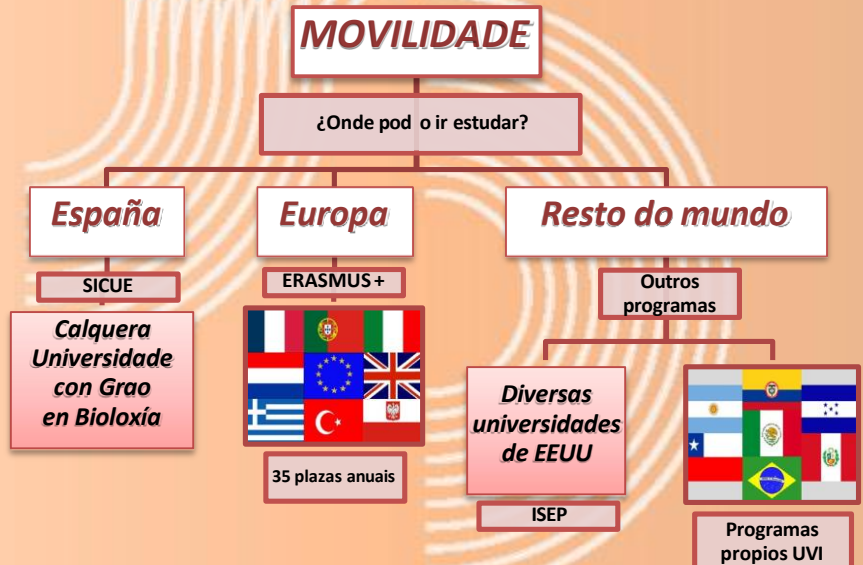 MOVILIDADE
¿Onde pod o ir estudar?
España
Europa
Resto do mundo
SICUE
ERASMUS +
Outros
programas
Calquera
Universidade
con Grao
en Bioloxía
Diversas
universidades
de EEUU
35 plazas anuais
ISEP
Programas
propios UVI